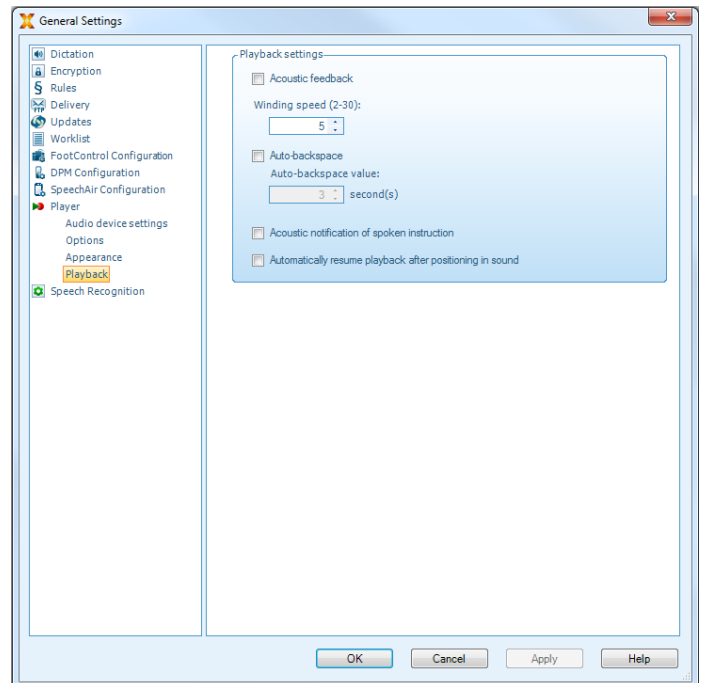 General Settings
Dictation
Encryption
Rules
Delivery
Updates
Worklist
FootControl Configuration
DPM Configuration
SpeechAir Configuration
Player
Audio device settings
Options
Appearance
Playback
Speech Recognition
Playback settings
Acoustic feedback
Winding speed (2-30):
5
Auto-backspace
Auto-backspace value:
3 second(s)
Acoustic notification of spoken instruction
Automatically resume playback after positioning in sound
OK Cancel Apply Help